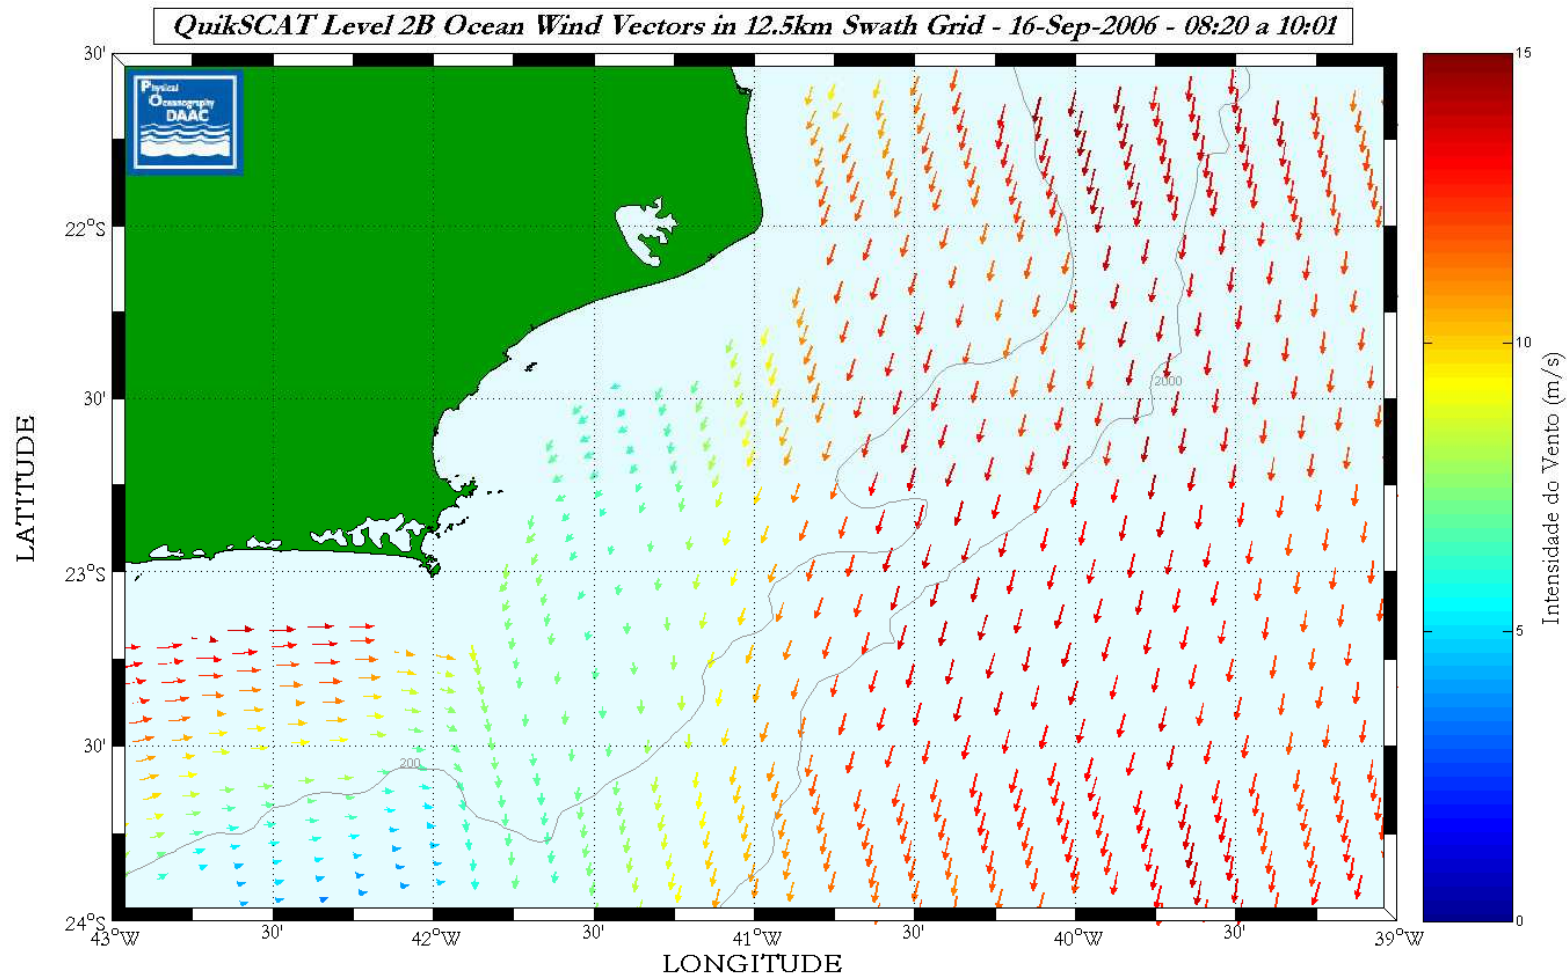 QuikSCAT Level 2B Ocean Wind Vectors in 12.5km Swath Grid - 16-Sep-2006 - 08:20 a 10:01
Physical
Oceanography
DAAC
30'
22°S
30'
23°S
30'
24°S
LATITUDE
2000
200
43°W
30'
42°W
30'
41°W
30'
40°W
30'
39°W
LONGITUDE
15
10
5
0
Intensidade do Vento (m/s)